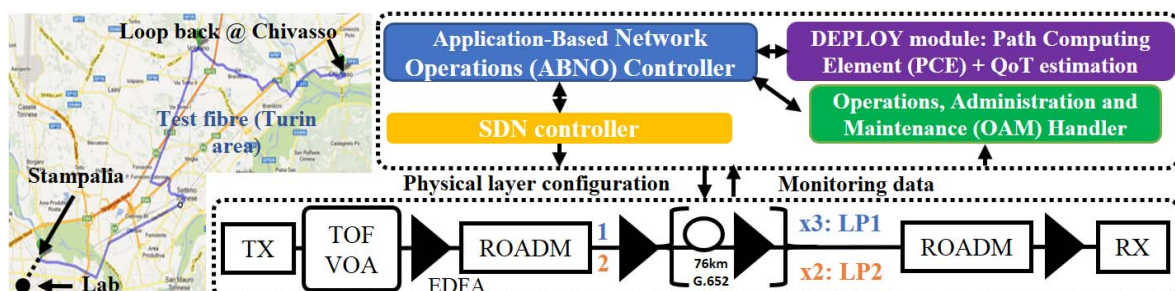 Loop back @ Chivasso
Test fibre (Turin
area)
Stampalia
Lab
Application-Based Network
Operations (ABNO) Controller
DEPLOY module: Path Computing
Element (PCE) + QoT estimation
Operations, Administration and
Maintenance (OAM) Handler
SDN controller
Physical layer configuration
Monitoring data
TX
TOF
VOA
EDFA
ROADM
1
2
76km
G.652
x3: LP1
x2: LP2
ROADM
RX